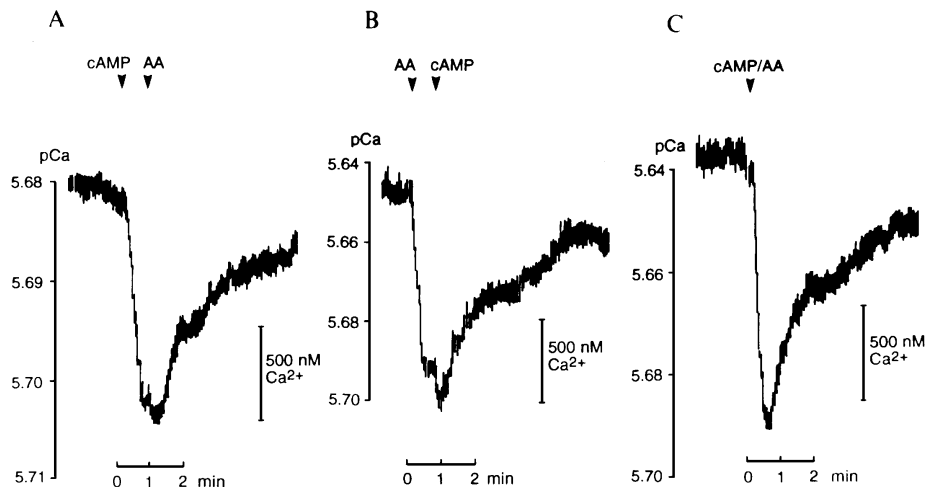 A
cAMP AA
pCa
5.68
5.69
5.70
5.71
500 nM
Ca2+
0 1 2 min
B
AA cAMP
pCa
5.64
5.66
5.68
5.70
500 nM
Ca2+
0 1 2 min
C
cAMP/AA
pCa
5.64
5.66
5.68
5.70
500 nM
Ca2+
0 1 2 min